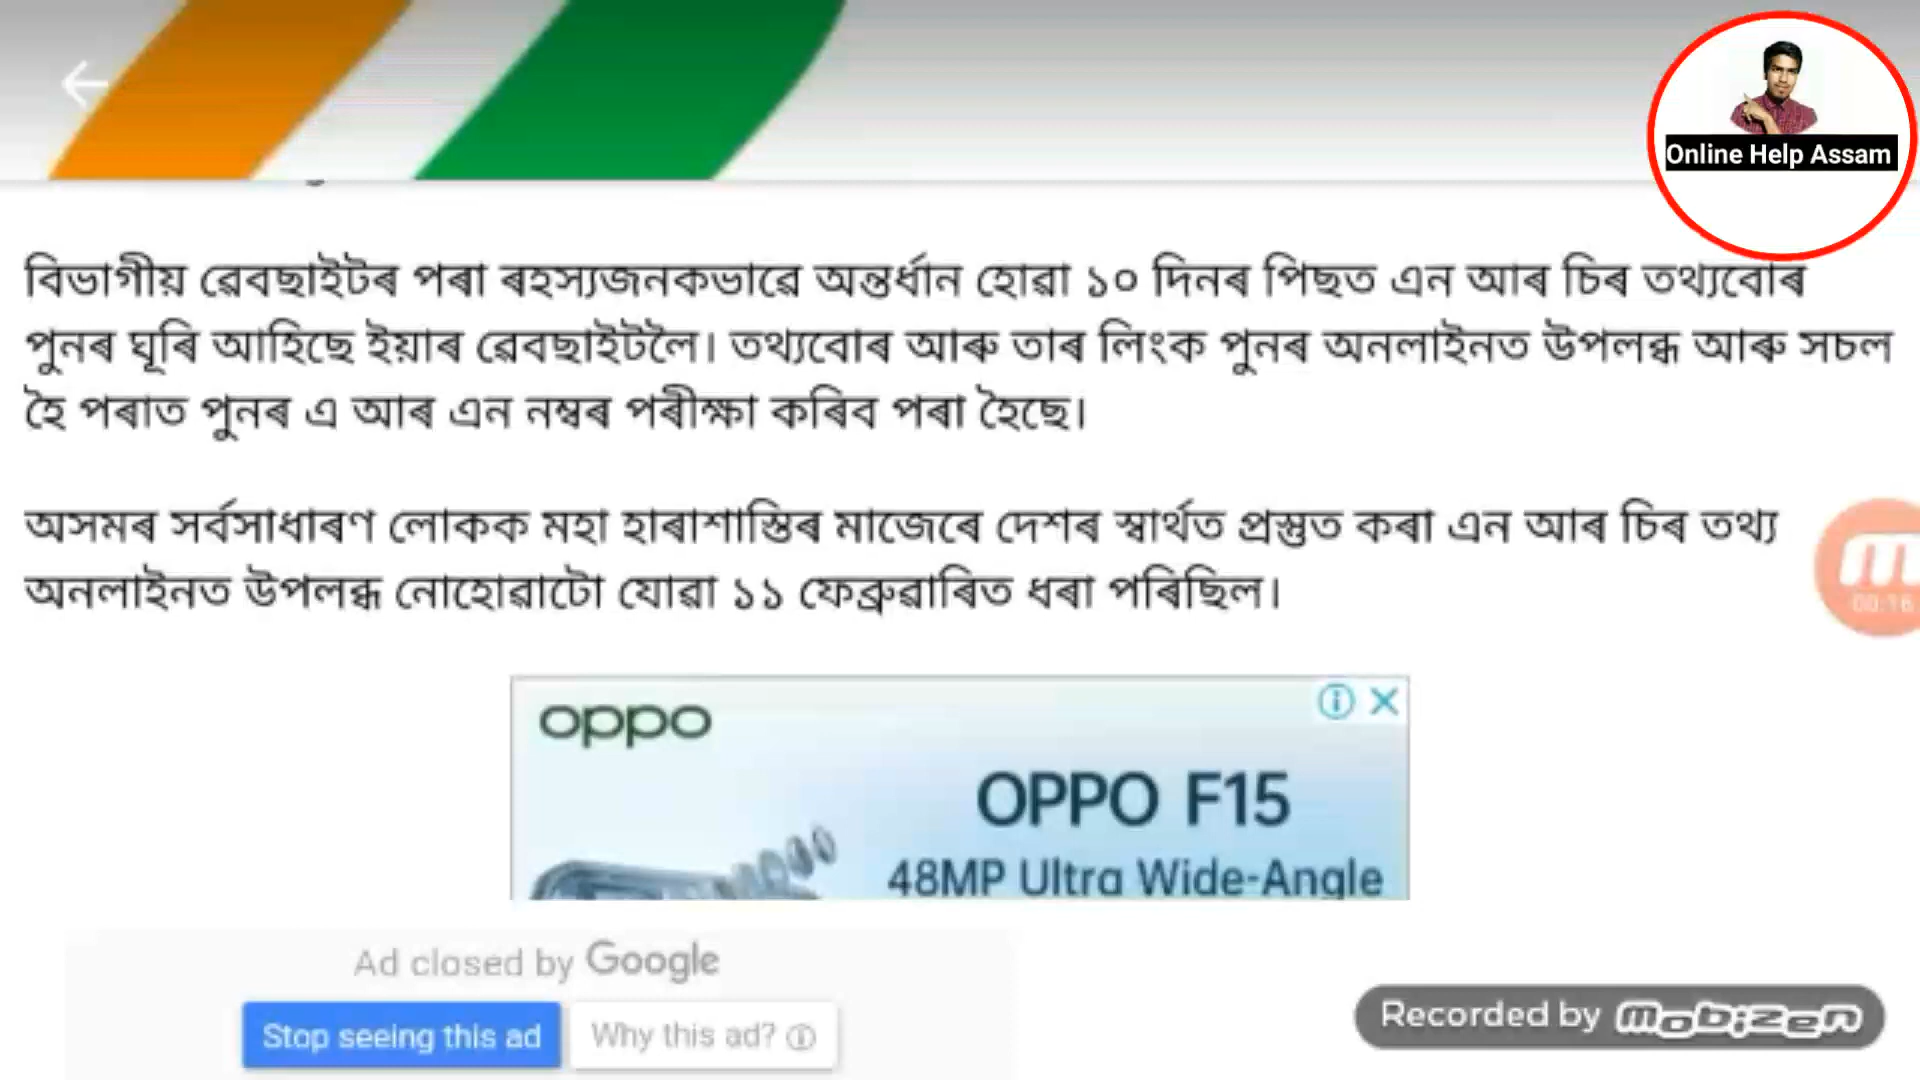 Online Help Assam
বিভাগীয় ৱেবছাইটৰ পৰা ৰহস্যজনকভাৱে অন্তৰ্ধান হোৱা ১০ দিনৰ পিছত এন আৰ চিৰ তথ্যবোৰ
পুনৰ ঘূৰি আহিছে ইয়াৰ ৱেবছাইটলৈ। তথ্যবোৰ আৰু তাৰ লিংক পুনৰ অনলাইনত উপলব্ধ আৰু সচল
হৈ পৰাত পুনৰ এ আৰ এন নম্বৰ পৰীক্ষা কৰিব পৰা হৈছে।
অসমৰ সৰ্বসাধাৰণ লোকক মহা হাৰাশাস্তিৰ মাজেৰে দেশৰ স্বাৰ্থত প্ৰস্তুত কৰা এন আৰ চিৰ তথ্য
অনলাইনত উপলব্ধ নোহোৱাটো যোৱা ১১ ফেব্ৰুৱাৰিত ধৰা পৰিছিল।
00:16
oppo
OPPO F15
48MP Ultra Wide-Angle
Ad closed by Google
Stop seeing this ad
Why this ad?
Recorded by Mobizen